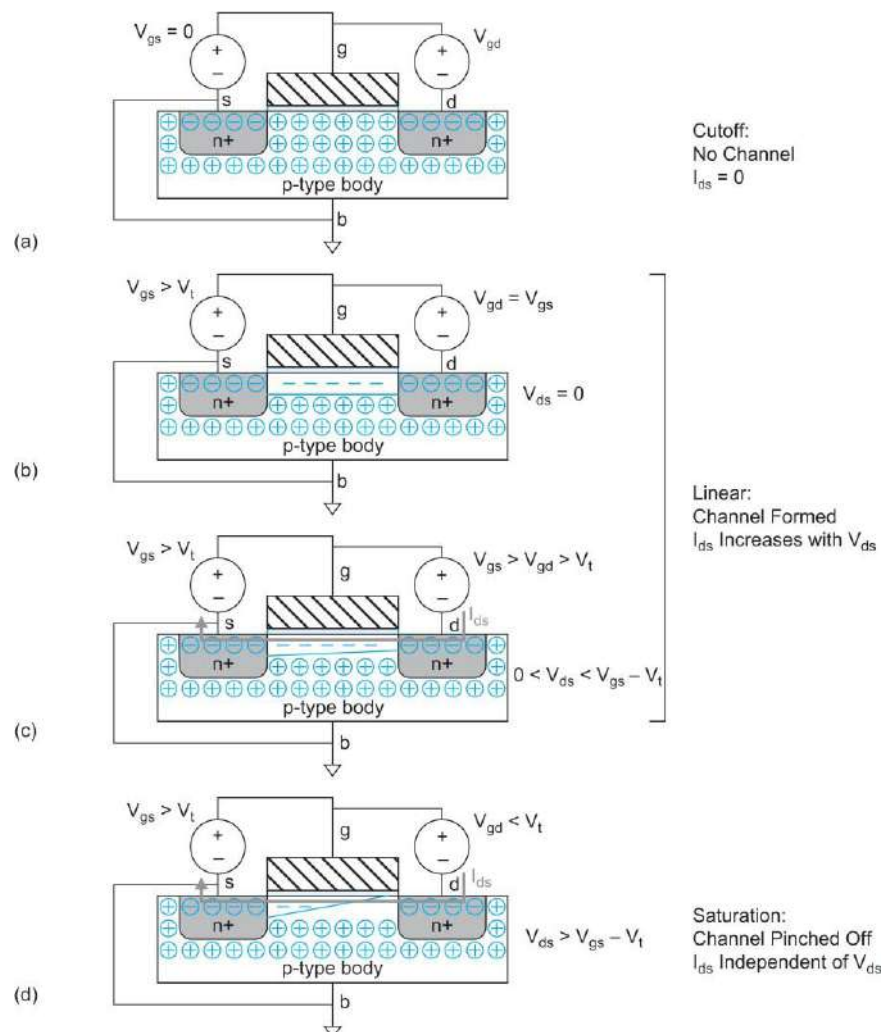 V_gs = 0
V_gd
g
s
d
n+
n+
p-type body
b
(a)
Cutoff:
No Channel
I_ds = 0
V_gs > V_t
V_gd = V_gs
g
s
d
n+
n+
V_ds = 0
p-type body
b
(b)
Linear:
Channel Formed
I_ds Increases with V_ds
V_gs > V_t
V_gs > V_gd > V_t
g
s
d
I_ds
n+
n+
0 < V_ds < V_gs – V_t
p-type body
b
(c)
V_gs > V_t
V_gd < V_t
g
s
d
I_ds
n+
n+
V_ds > V_gs – V_t
p-type body
b
(d)
Saturation:
Channel Pinched Off
I_ds Independent of V_ds